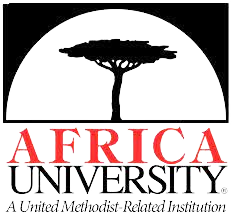 AFRICA
UNIVERSITY®
A United Methodist-Related Institution